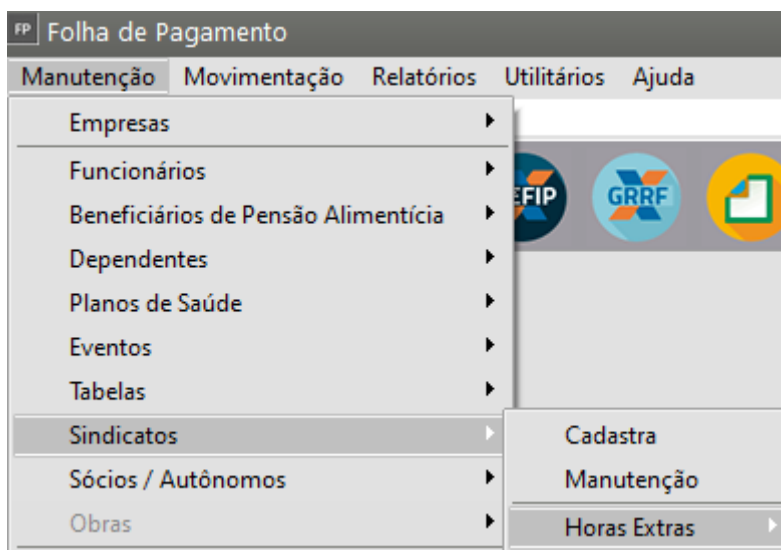 FP Folha de Pagamento
Manutenção Movimentação Relatórios Utilitários Ajuda
Empresas
Funcionários
Beneficiários de Pensão Alimentícia
Dependentes
Planos de Saúde
Eventos
Tabelas
Sindicatos
Sócios / Autônomos
Obras
EFIP
GRRF
Cadastra
Manutenção
Horas Extras